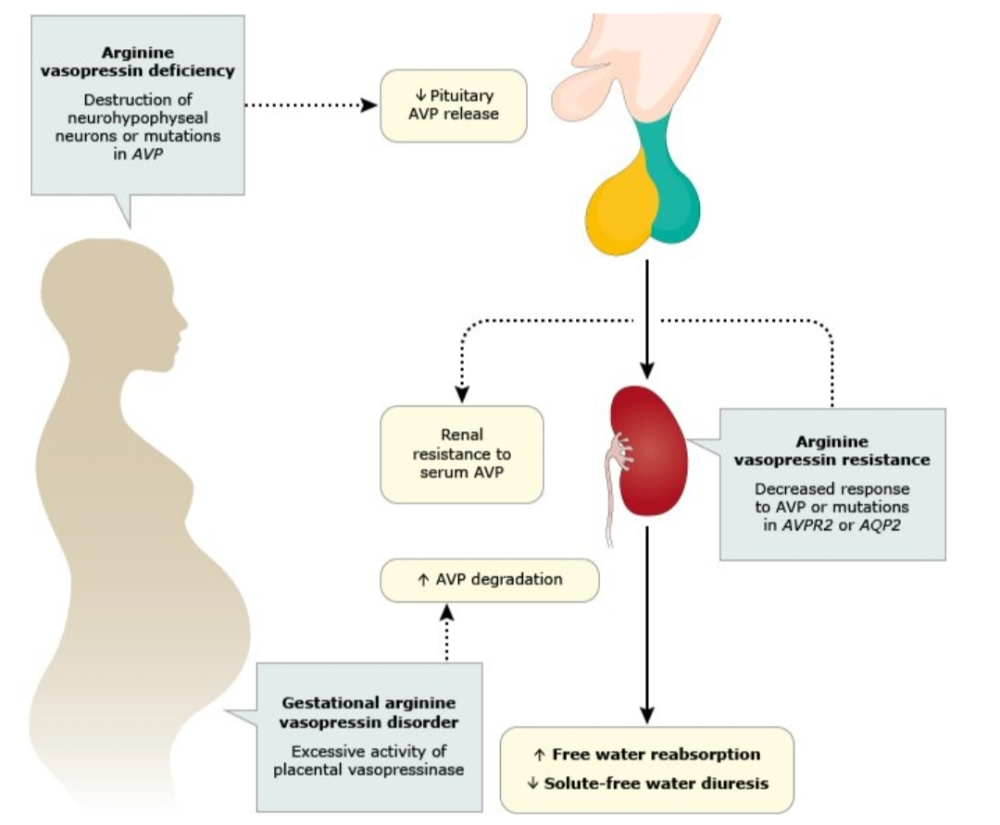 Arginine
vasopressin deficiency
Destruction of
neurohypophyseal
neurons or mutations
in AVP
↓ Pituitary
AVP release
Renal
resistance to
serum AVP
Arginine
vasopressin resistance
Decreased response
to AVP or mutations
in AVPR2 or AQP2
↑ AVP degradation
Gestational arginine
vasopressin disorder
Excessive activity of
placental vasopressinase
↑ Free water reabsorption
↓ Solute-free water diuresis